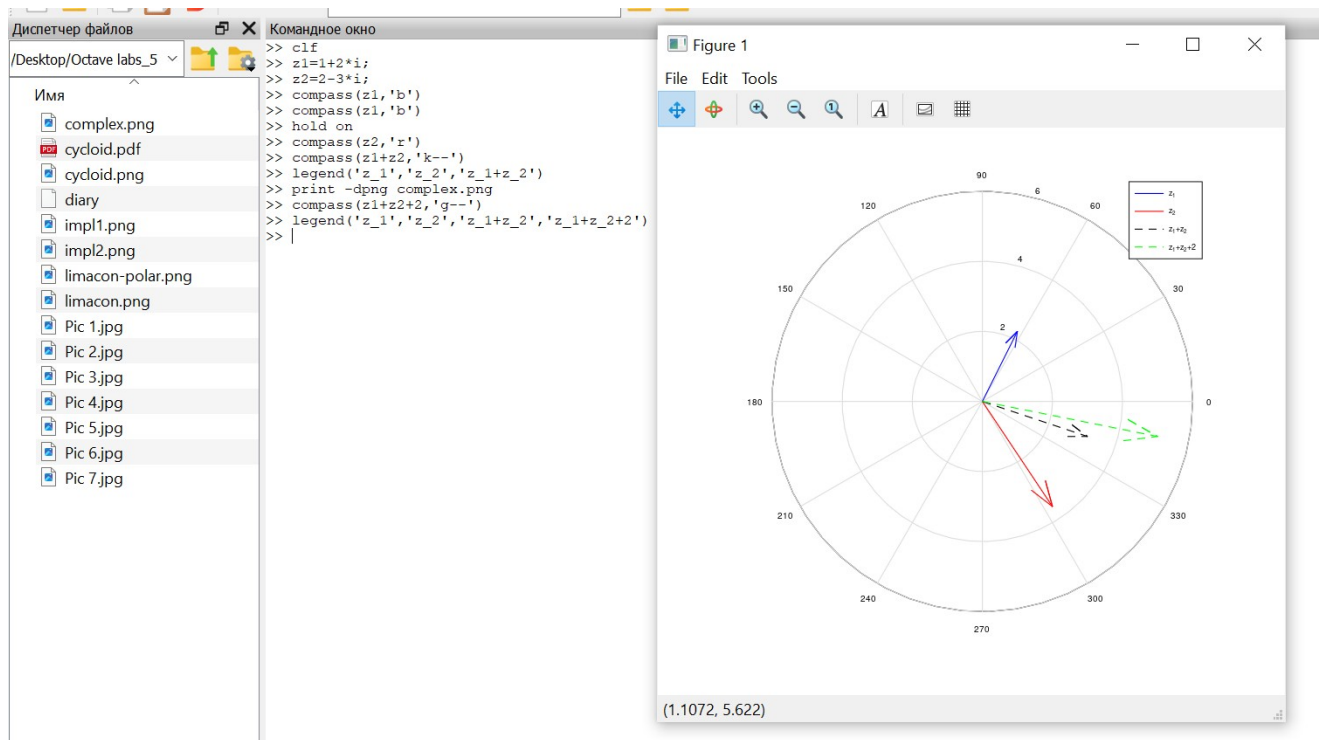 Диспетчер файлов
/Desktop/Octave labs_5
Имя
complex.png
cycloid.pdf
cycloid.png
diary
impl1.png
impl2.png
limacon-polar.png
limacon.png
Pic 1.jpg
Pic 2.jpg
Pic 3.jpg
Pic 4.jpg
Pic 5.jpg
Pic 6.jpg
Pic 7.jpg
Командное окно
>> clf
>> z1=1+2*i;
>> z2=2-3*i;
>> compass(z1,'b')
>> compass(z1,'b')
>> hold on
>> compass(z2,'r')
>> compass(z1+z2,'k--')
>> legend('z_1','z_2','z_1+z_2')
>> print -dpng complex.png
>> compass(z1+z2+2,'g--')
>> legend('z_1','z_2','z_1+z_2','z_1+z_2+2')
>>
Figure 1
File Edit Tools
A
90
6
120
60
z₁
z₂
z₁+z₂
z₁+z₂+2
4
150
30
2
180
0
210
330
240
300
270
(1.1072, 5.622)